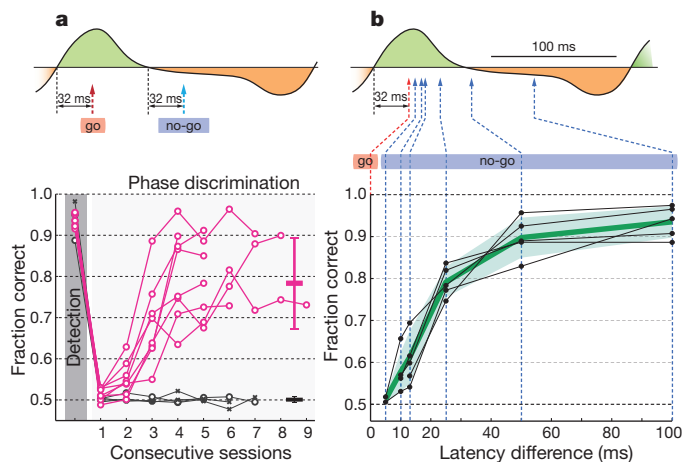 a
32 ms
32 ms
go
no-go
Phase discrimination
Detection
Fraction correct
1.0
0.9
0.8
0.7
0.6
0.5
1 2 3 4 5 6 7 8 9
Consecutive sessions
b
100 ms
32 ms
go
no-go
Fraction correct
1.0
0.9
0.8
0.7
0.6
0.5
0 20 40 60 80 100
Latency difference (ms)